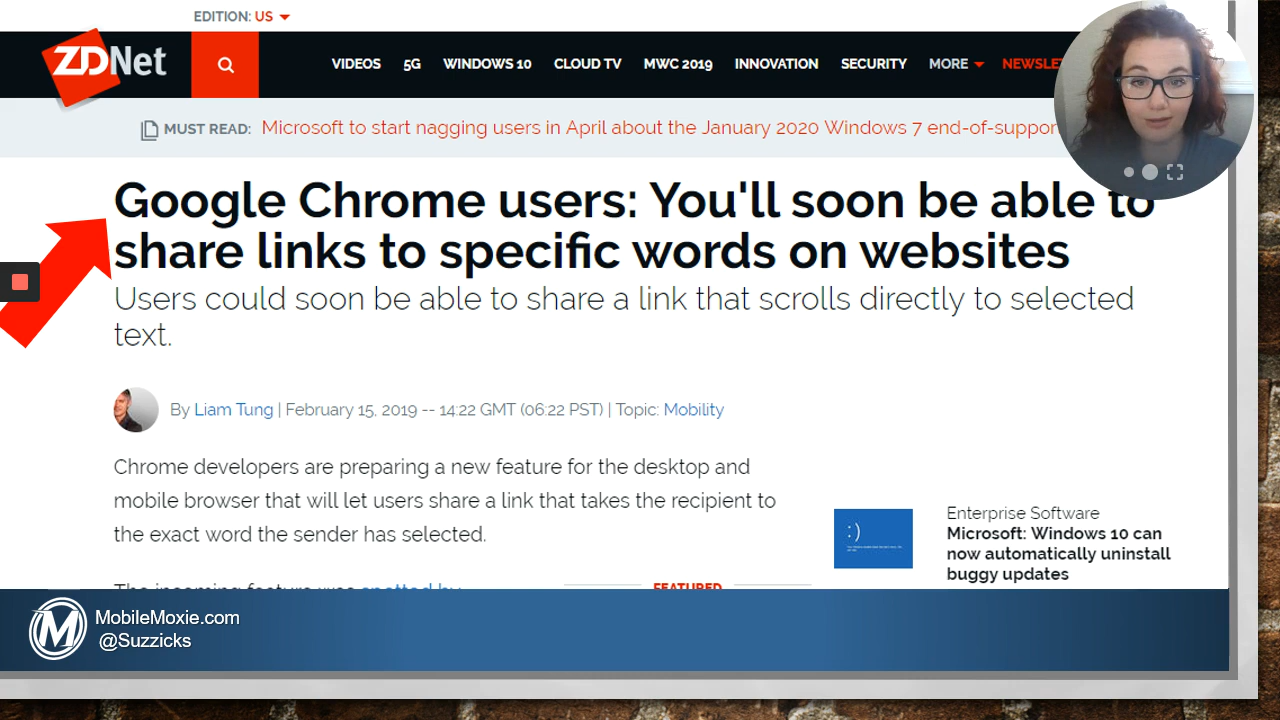 EDITION: US
ZDNet
VIDEOS 5G WINDOWS 10 CLOUD TV MWC 2019 INNOVATION SECURITY MORE
MUST READ: Microsoft to start nagging users in April about the January 2020 Windows 7
Google Chrome users: You'll soon be able to
share links to specific words on websites
Users could soon be able to share a link that scrolls directly to selected
text.
By Liam Tung | February 15, 2019 -- 14:22 GMT (06:22 PST) | Topic: Mobility
Chrome developers are preparing a new feature for the desktop and
mobile browser that will let users share a link that takes the recipient to
the exact word the sender has selected.
Enterprise Software
:)
Microsoft: Windows 10 can
now automatically uninstall
buggy updates
The incoming feature was spotted by
FEATURED
M
MobileMoxie.com
@Suzzicks